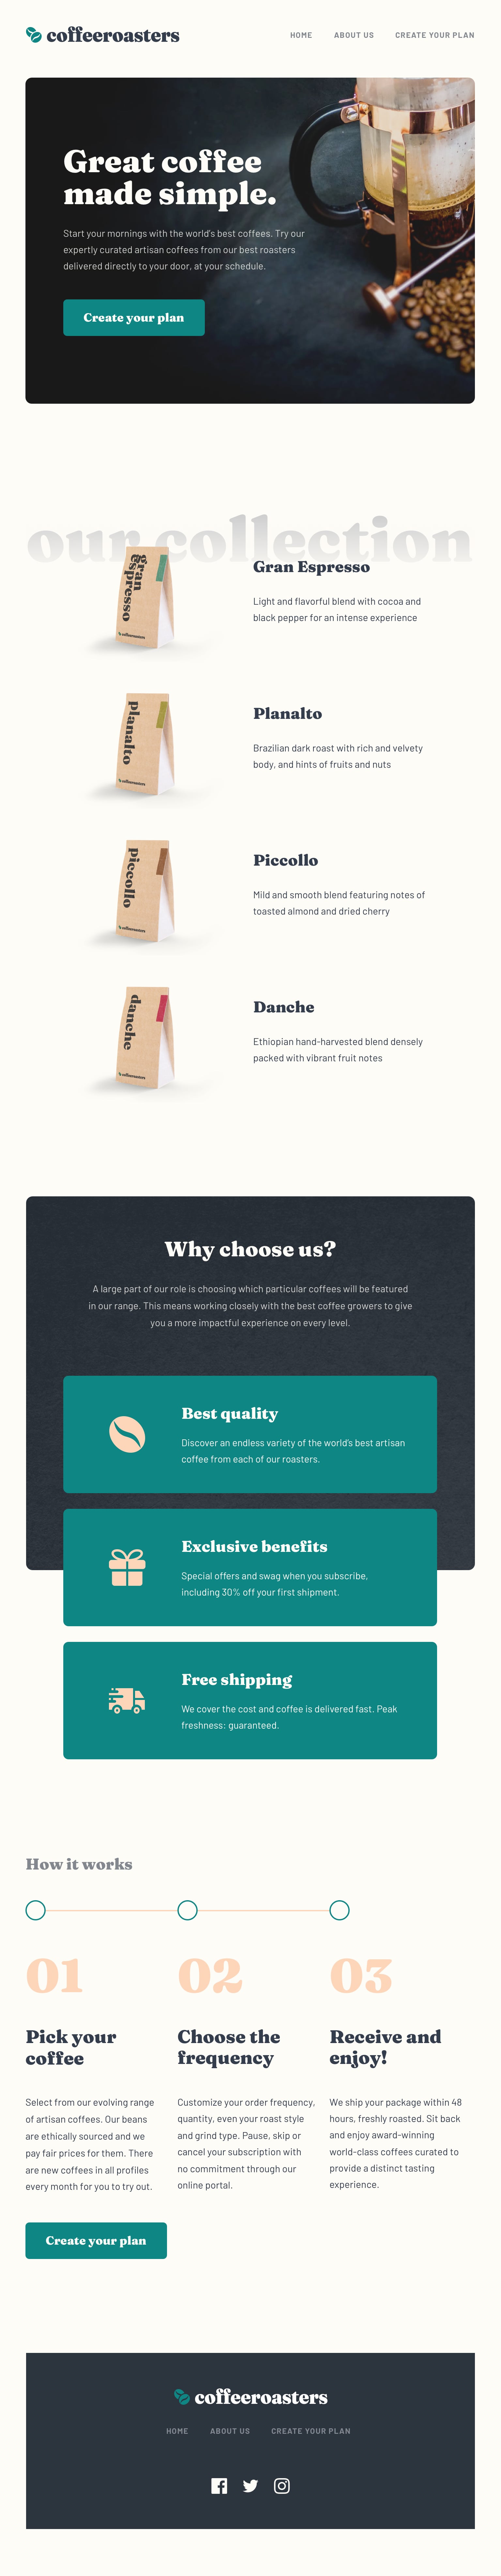 coffeeroasters
HOME ABOUT US CREATE YOUR PLAN
Great coffee
made simple.
Start your mornings with the world's best coffees. Try our
expertly curated artisan coffees from our best roasters
delivered directly to your door, at your schedule.
Create your plan
our collection
gran
espresso
coffeeroasters
Gran Espresso
Light and flavorful blend with cocoa and
black pepper for an intense experience
planalto
coffeeroasters
Planalto
Brazilian dark roast with rich and velvety
body, and hints of fruits and nuts
piccollo
coffeeroasters
Piccollo
Mild and smooth blend featuring notes of
toasted almond and dried cherry
danche
coffeeroasters
Danche
Ethiopian hand-harvested blend densely
packed with vibrant fruit notes
Why choose us?
A large part of our role is choosing which particular coffees will be featured
in our range. This means working closely with the best coffee growers to give
you a more impactful experience on every level.
Best quality
Discover an endless variety of the world's best artisan
coffee from each of our roasters.
Exclusive benefits
Special offers and swag when you subscribe,
including 30% off your first shipment.
Free shipping
We cover the cost and coffee is delivered fast. Peak
freshness: guaranteed.
How it works
01
Pick your
coffee
Select from our evolving range
of artisan coffees. Our beans
are ethically sourced and we
pay fair prices for them. There
are new coffees in all profiles
every month for you to try out.
02
Choose the
frequency
Customize your order frequency,
quantity, even your roast style
and grind type. Pause, skip or
cancel your subscription with
no commitment through our
online portal.
03
Receive and
enjoy!
We ship your package within 48
hours, freshly roasted. Sit back
and enjoy award-winning
world-class coffees curated to
provide a distinct tasting
experience.
Create your plan
coffeeroasters
HOME ABOUT US CREATE YOUR PLAN